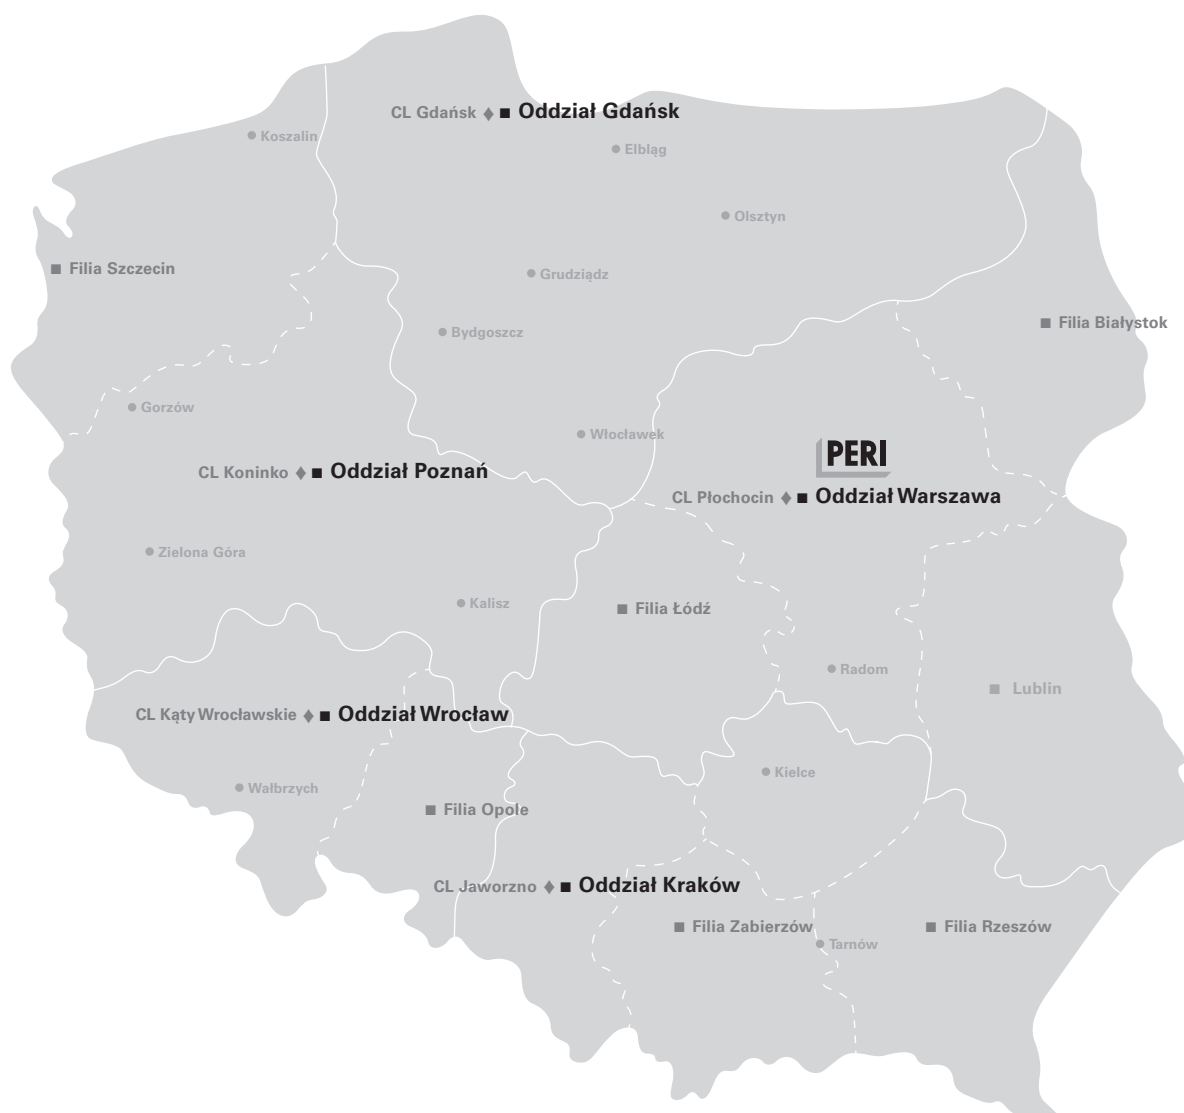 CL Gdańsk Oddział Gdańsk
Koszalin
Elbląg
Olsztyn
Filia Szczecin
Grudziądz
Filia Białystok
Bydgoszcz
Gorzów
Włocławek
PERI
CL Koninko Oddział Poznań
CL Płochocin Oddział Warszawa
Zielona Góra
Kalisz
Filia Łódź
Radom
Lublin
CL Kąty Wrocławskie Oddział Wrocław
Kielce
Wałbrzych
Filia Opole
CL Jaworzno Oddział Kraków
Filia Zabierzów
Filia Rzeszów
Tarnów